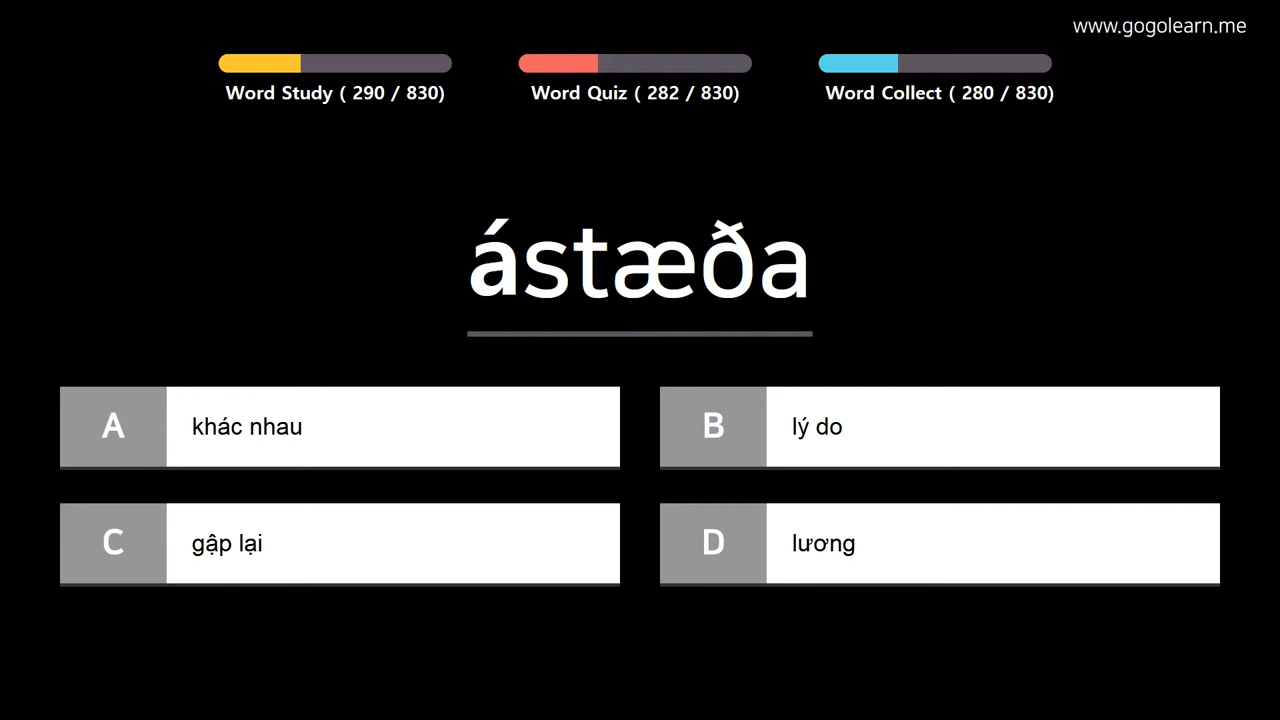 www.gogolearn.me
Word Study ( 290 / 830)
Word Quiz ( 282 / 830)
Word Collect ( 280 / 830)
ástæða
A khác nhau
B lý do
C gập lại
D lương